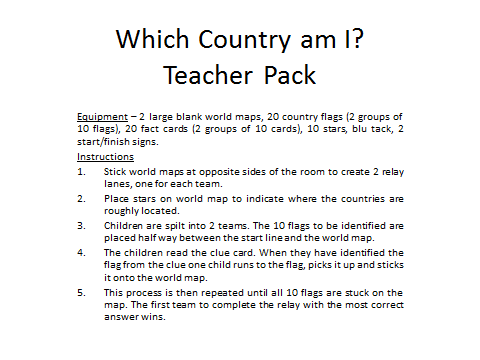 Which Country am I?
Teacher Pack
Equipment – 2 large blank world maps, 20 country flags (2 groups of
10 flags), 20 fact cards (2 groups of 10 cards), 10 stars, blu tack, 2
start/finish signs.
Instructions
1. Stick world maps at opposite sides of the room to create 2 relay
lanes, one for each team.
2. Place stars on world map to indicate where the countries are
roughly located.
3. Children are spilt into 2 teams. The 10 flags to be identified are
placed half way between the start line and the world map.
4. The children read the clue card. When they have identified the
flag from the clue one child runs to the flag, picks it up and sticks
it onto the world map.
5. This process is then repeated until all 10 flags are stuck on the
map. The first team to complete the relay with the most correct
answer wins.